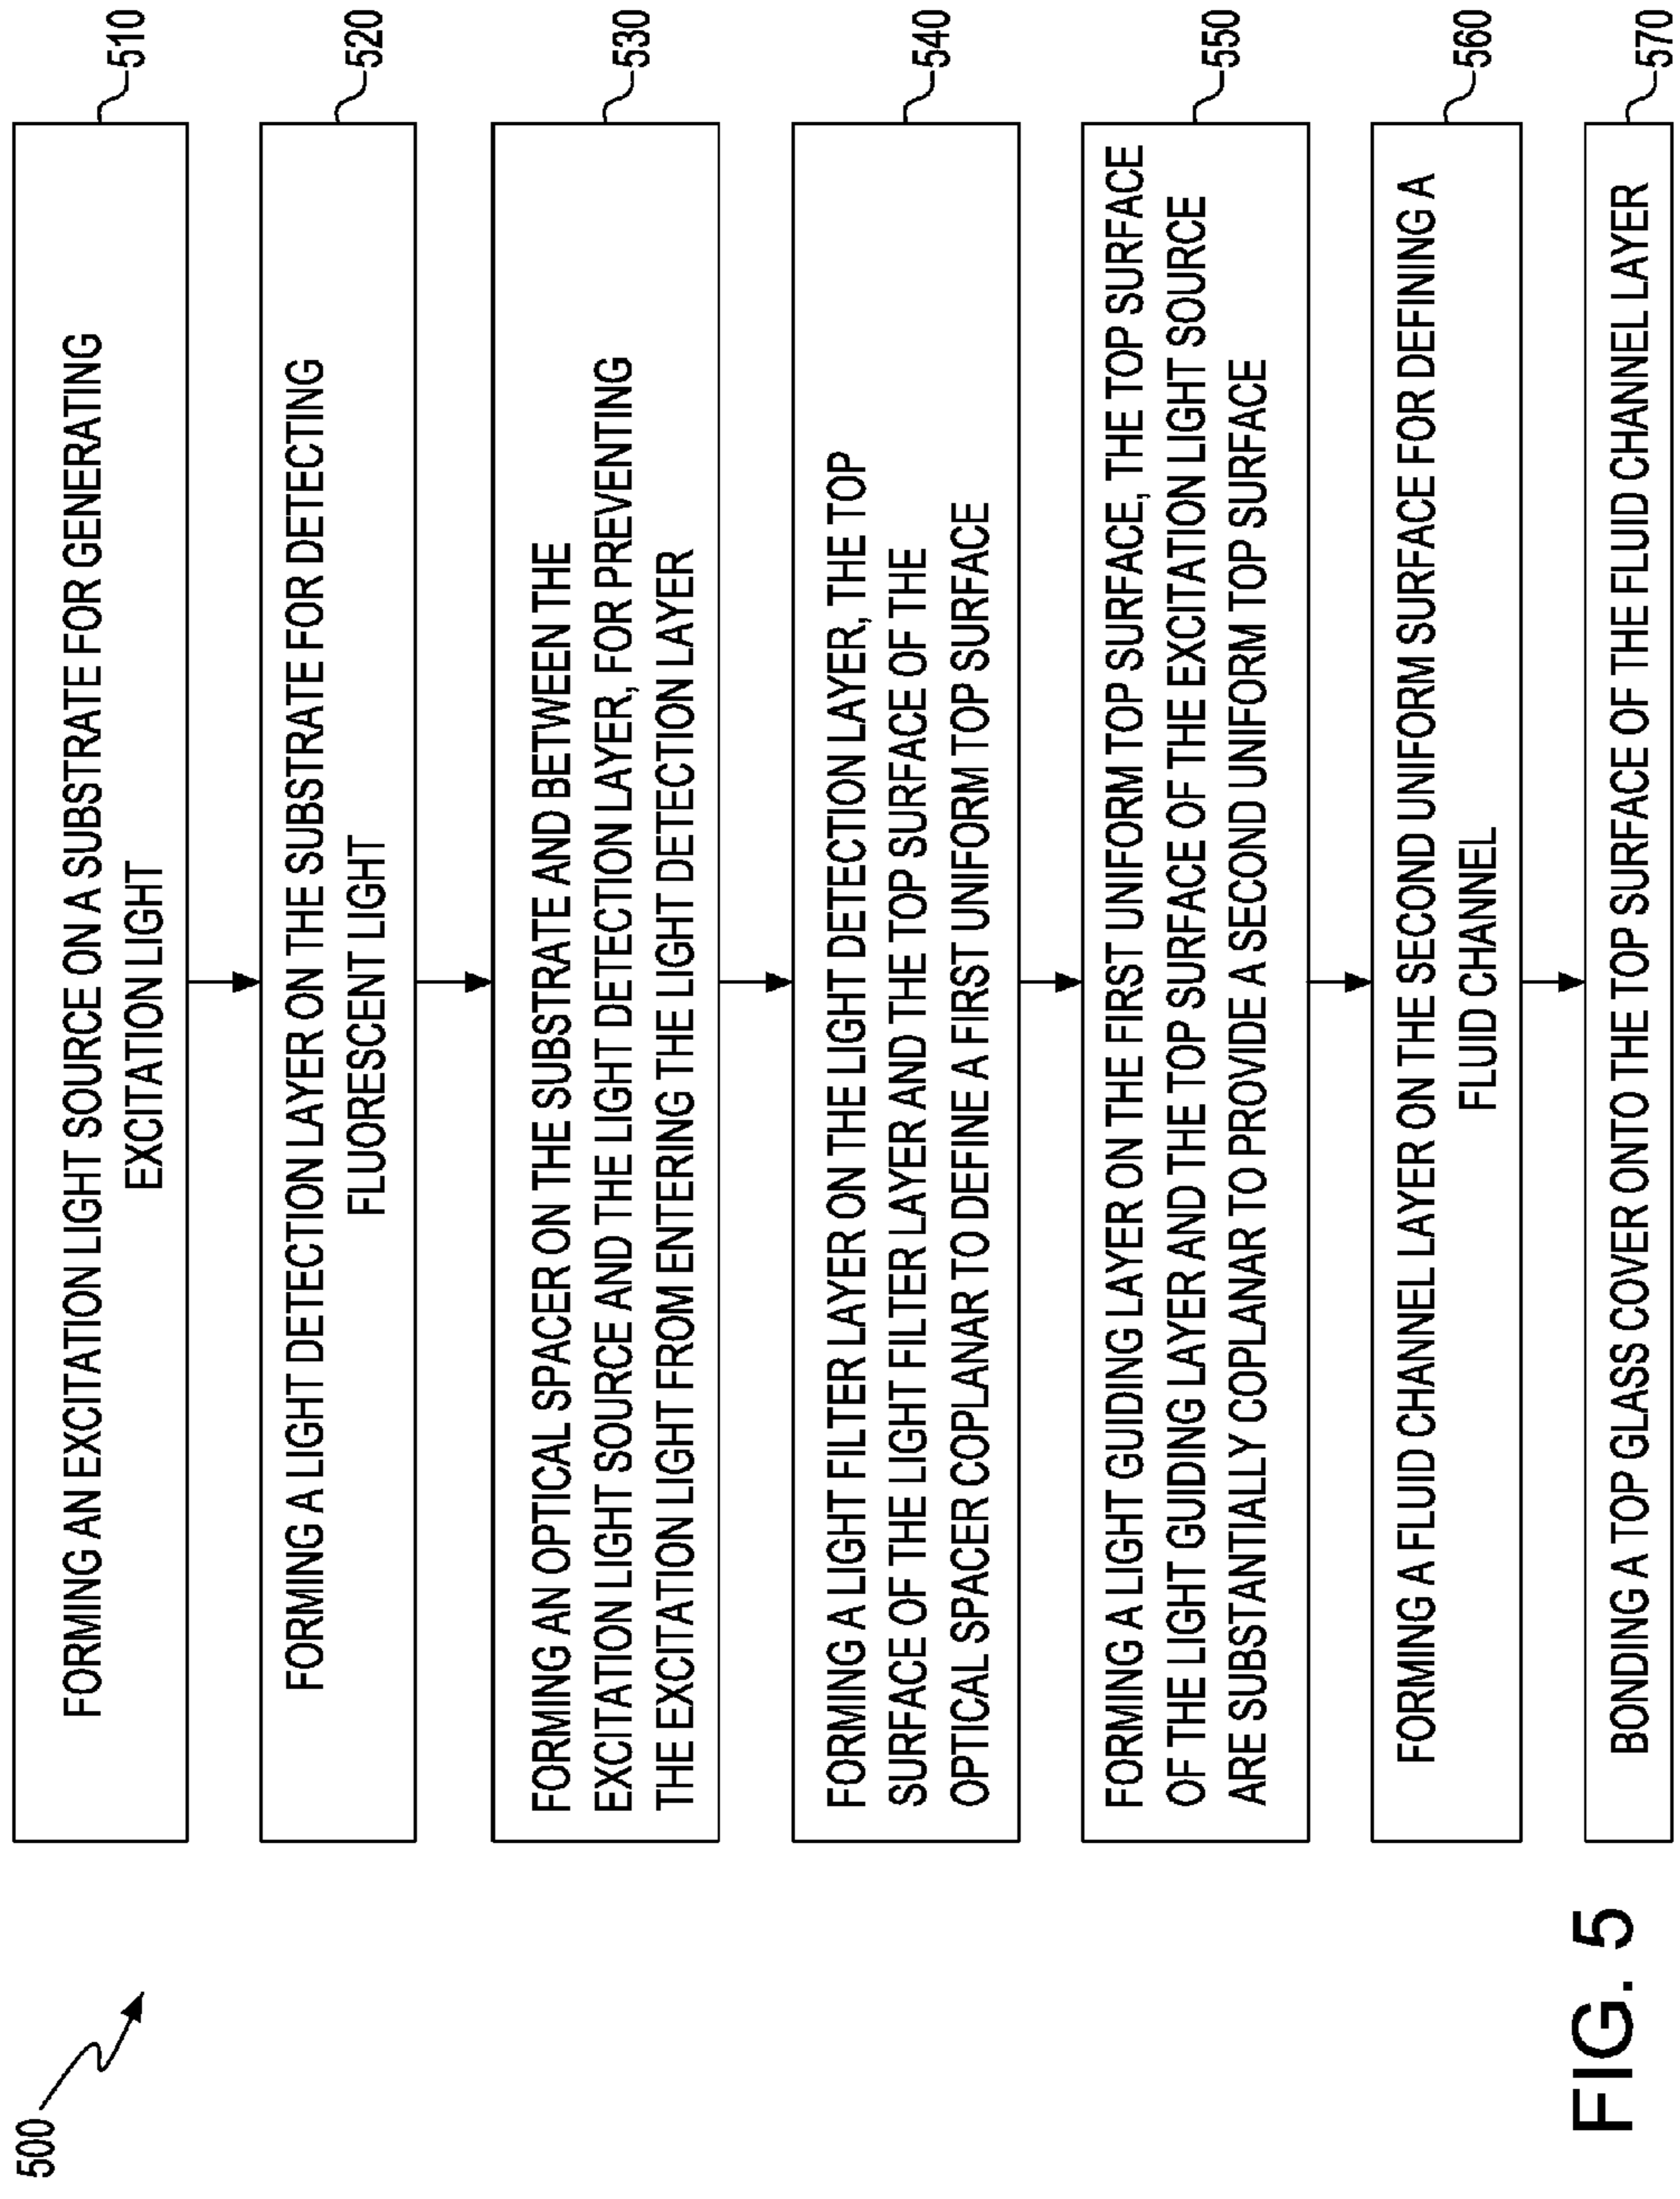 500
FORMING AN EXCITATION LIGHT SOURCE ON A SUBSTRATE FOR GENERATING
EXCITATION LIGHT
510
FORMING A LIGHT DETECTION LAYER ON THE SUBSTRATE FOR DETECTING
FLUORESCENT LIGHT
520
FORMING AN OPTICAL SPACER ON THE SUBSTRATE AND BETWEEN THE
EXCITATION LIGHT SOURCE AND THE LIGHT DETECTION LAYER, FOR PREVENTING
THE EXCITATION LIGHT FROM ENTERING THE LIGHT DETECTION LAYER
530
FORMING A LIGHT FILTER LAYER ON THE LIGHT DETECTION LAYER, THE TOP
SURFACE OF THE LIGHT FILTER LAYER AND THE TOP SURFACE OF THE
OPTICAL SPACER COPLANAR TO DEFINE A FIRST UNIFORM TOP SURFACE
540
FORMING A LIGHT GUIDING LAYER ON THE FIRST UNIFORM TOP SURFACE, THE TOP SURFACE
OF THE LIGHT GUIDING LAYER AND THE TOP SURFACE OF THE EXCITATION LIGHT SOURCE
ARE SUBSTANTIALLY COPLANAR TO PROVIDE A SECOND UNIFORM TOP SURFACE
550
FORMING A FLUID CHANNEL LAYER ON THE SECOND UNIFORM SURFACE FOR DEFINING A
FLUID CHANNEL
560
BONDING A TOP GLASS COVER ONTO THE TOP SURFACE OF THE FLUID CHANNEL LAYER
570
FIG. 5